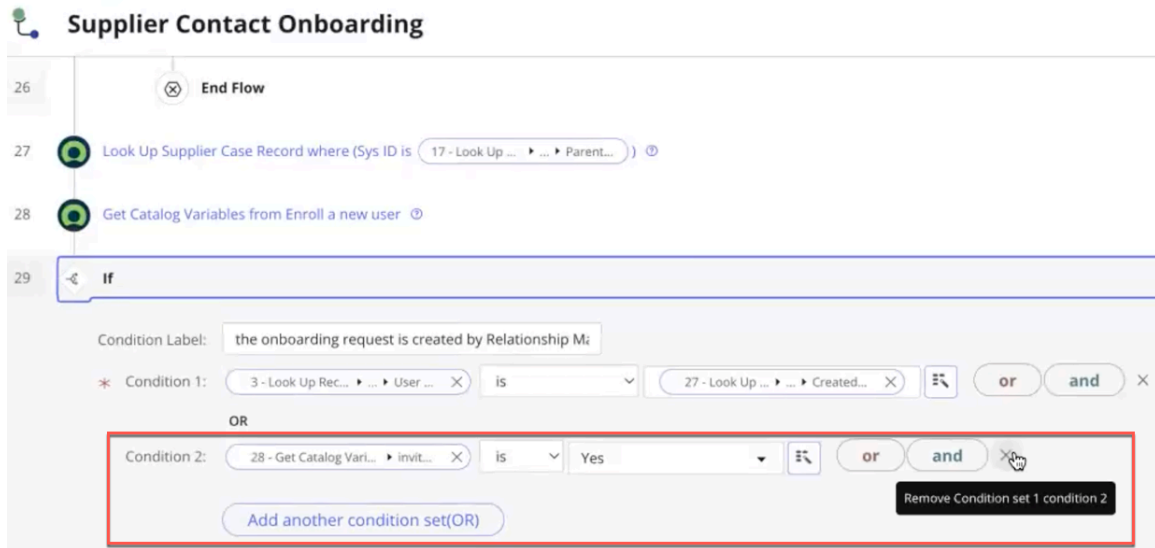 Supplier Contact Onboarding
26 End Flow
27 Look Up Supplier Case Record where (Sys ID is 17 - Look Up ... ▸ ... ▸ Parent... )
28 Get Catalog Variables from Enroll a new user
29 If
Condition Label: the onboarding request is created by Relationship Ma
* Condition 1: 3 - Look Rec... ▸ ... ▸ User ... is 27 - Look Up ... ▸ ... ▸ Created... or and
OR
Condition 2: 28 - Get Catalog Vari... ▸ invit... is Yes or and
Remove Condition set 1 condition 2
Add another condition set(OR)